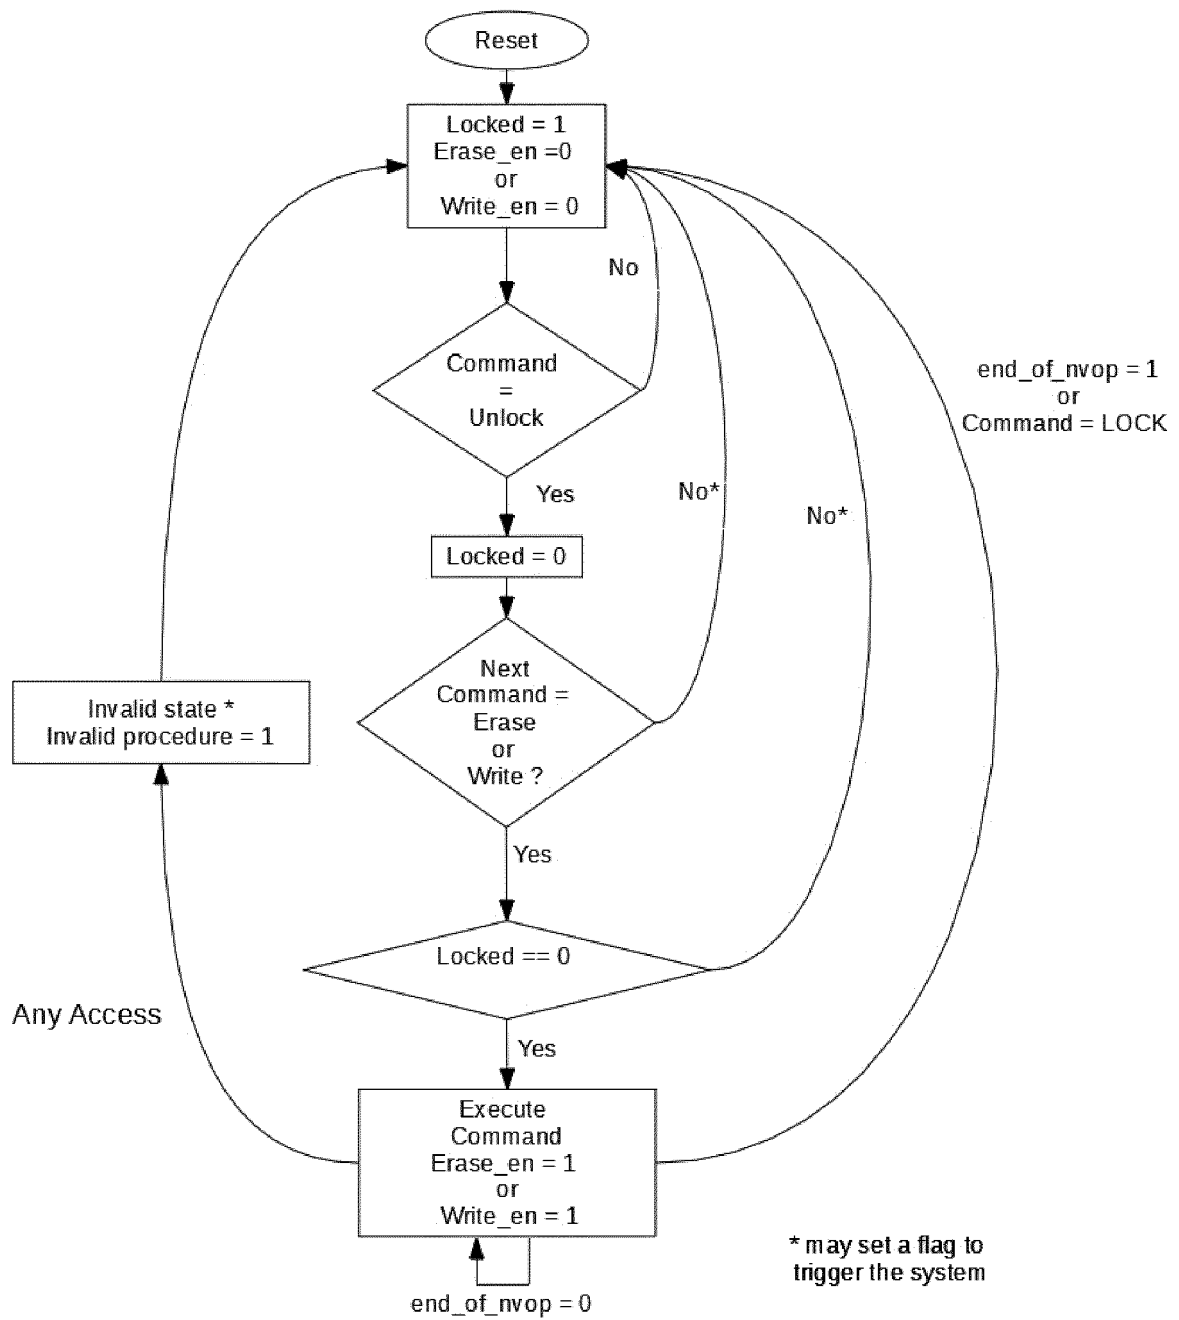 Reset
Locked = 1
Erase_en =0
or
Write_en = 0
No
Command
=
Unlock
end_of_nvop = 1
or
Command = LOCK
Yes
No*
No*
Locked = 0
Next
Command =
Erase
or
Write ?
Invalid state *
Invalid procedure = 1
Yes
Locked == 0
Any Access
Yes
Execute
Command
Erase_en = 1
or
Write_en = 1
* may set a flag to
trigger the system
end_of_nvop = 0